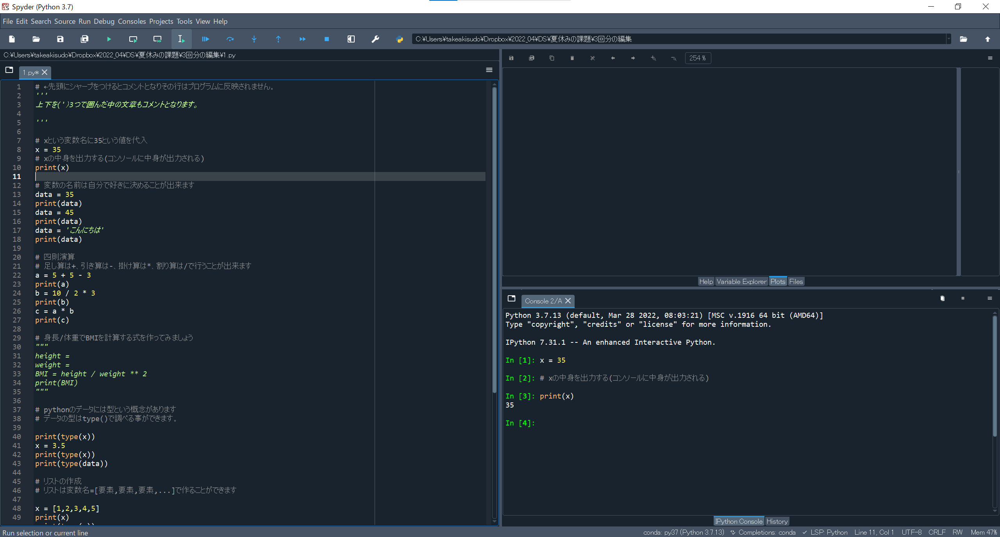 Spyder (Python 3.7)
File Edit Search Source Run Debug Consoles Projects Tools View Help
C:¥Users¥takeakisudo¥Dropbox¥2022_04¥DS¥夏休みの課題¥3回分の編集
C:¥Users¥takeakisudo¥Dropbox¥2022_04¥DS¥夏休みの課題¥3回分の編集¥1.py
1.py*
1 # ←先頭にシャープをつけるとコメントとなりその行はプログラムに反映されません。
2 '''
3 上下を(')3つで囲んだ中の文章もコメントとなります。
4
5 '''
6
7 # xという変数名に35という値を代入
8 x = 35
9 # xの中身を出力する(コンソールに中身が出力される)
10 print(x)
11
12 # 変数の名前は自分で好きに決めることが出来ます
13 data = 35
14 print(data)
15 data = 45
16 print(data)
17 data = 'こんにちは'
18 print(data)
19
20 # 四則演算
21 # 足し算は+、引き算は-、掛け算は*、割り算は/で行うことが出来ます
22 a = 5 + 5 - 3
23 print(a)
24 b = 10 / 2 * 3
25 print(b)
26 c = a * b
27 print(c)
28
29 # 身長/体重でBMIを計算する式を作ってみましょう
30 """
31 height =
32 weight =
33 BMI = height / weight ** 2
34 print(BMI)
35 """
36
37 # pythonのデータには型という概念があります
38 # データの型はtype()で調べる事ができます。
39
40 print(type(x))
41 x = 3.5
42 print(type(x))
43 print(type(data))
44
45 # リストの作成
46 # リストは変数名=[要素,要素,要素,...]で作ることができます
47
48 x = [1,2,3,4,5]
49 print(x)
254 %
Help Variable Explorer Plots Files
Console 2/A
Python 3.7.13 (default, Mar 28 2022, 08:03:21) [MSC v.1916 64 bit (AMD64)]
Type "copyright", "credits" or "license" for more information.
IPython 7.31.1 -- An enhanced Interactive Python.
In [1]: x = 35
In [2]: # xの中身を出力する(コンソールに中身が出力される)
In [3]: print(x)
35
In [4]:
IPython Console History
Run selection or current line
conda: py37 (Python 3.7.13) Completions: conda LSP: Python Line 11, Col 1 UTF-8 CRLF RW Mem 47%